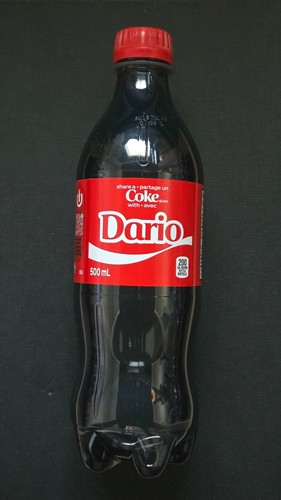 share a • partage un
Coke
with • avec
Dario
500 mL
200